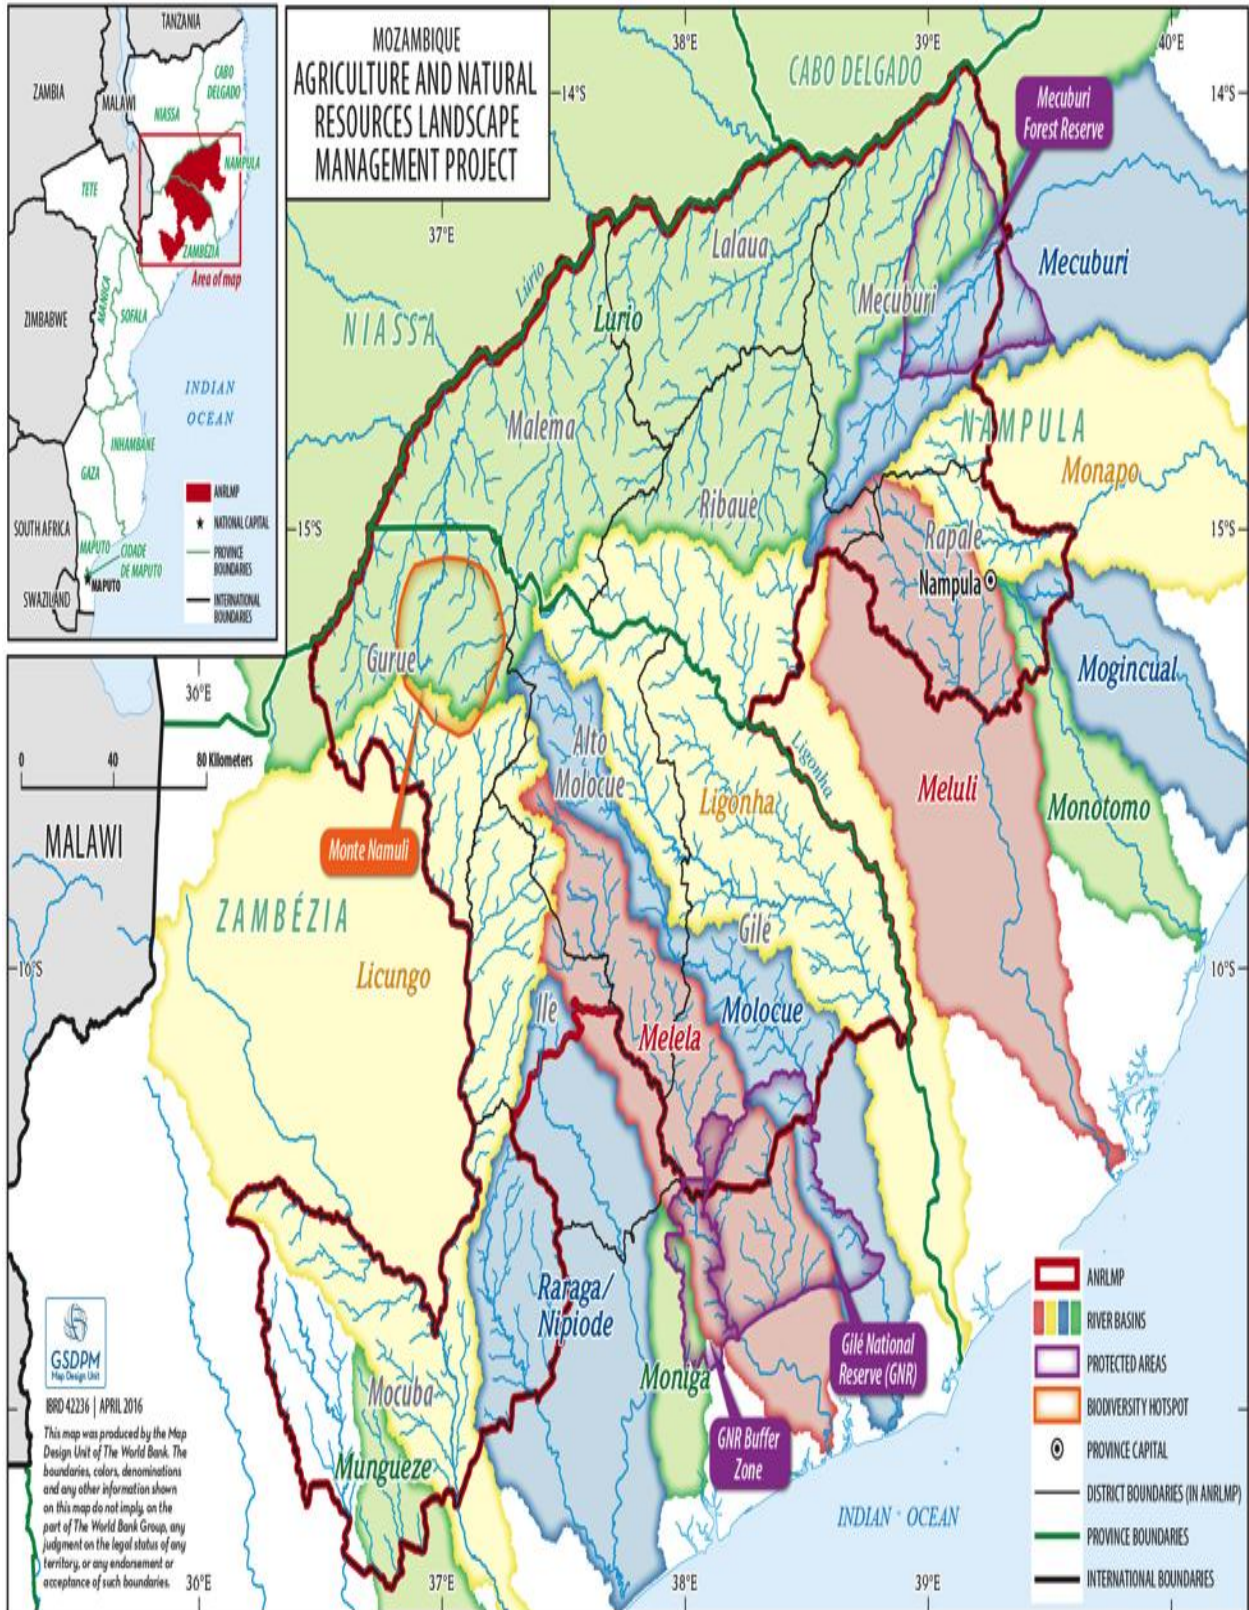 MOZAMBIQUE
AGRICULTURE AND NATURAL
RESOURCES LANDSCAPE
MANAGEMENT PROJECT
TANZANIA
ZAMBIA
MALAWI
CABO
DELGADO
NIASSA
NAMPULA
TETE
ZAMBÉZIA
Area of map
MANICA
SOFALA
ZIMBABWE
INDIAN
OCEAN
INHAMBANE
GAZA
SOUTH AFRICA
MAPUTO
CIDADE
DE MAPUTO
MAPUTO
SWAZILAND
ANRLMP
NATIONAL CAPITAL
PROVINCE
BOUNDARIES
INTERNATIONAL
BOUNDARIES
38°E
39°E
40°E
14°S
14°S
37°E
CABO DELGADO
Mecuburi
Forest Reserve
Lalaua
Mecuburi
Mecuburi
Lúrio
Lurio
NIASSA
Malema
NAMPULA
Monapo
Ribaue
15°S
15°S
Rapale
Nampula
Gurue
Mogincual
36°E
0
40
80 Kilometers
Alto
Molocue
Ligonha
Ligonha
Meluli
Monotomo
MALAWI
Monte Namuli
ZAMBÉZIA
Gilé
16°S
16°S
Licungo
Ile
Melela
Molocue
Raraga/
Nipiode
Gilé National
Reserve (GNR)
Moniga
GNR Buffer
Zone
Mocuba
Mungueze
INDIAN OCEAN
ANRLMP
RIVER BASINS
PROTECTED AREAS
BIODIVERSITY HOTSPOT
PROVINCE CAPITAL
DISTRICT BOUNDARIES (IN ANRLMP)
PROVINCE BOUNDARIES
INTERNATIONAL BOUNDARIES
GSDPM
Map Design Unit
IBRD 42236 | APRIL 2016
This map was produced by the Map
Design Unit of The World Bank. The
boundaries, colors, denominations
and any other information shown
on this map do not imply, on the
part of The World Bank Group, any
judgment on the legal status of any
territory, or any endorsement or
acceptance of such boundaries.
36°E
37°E
38°E
39°E